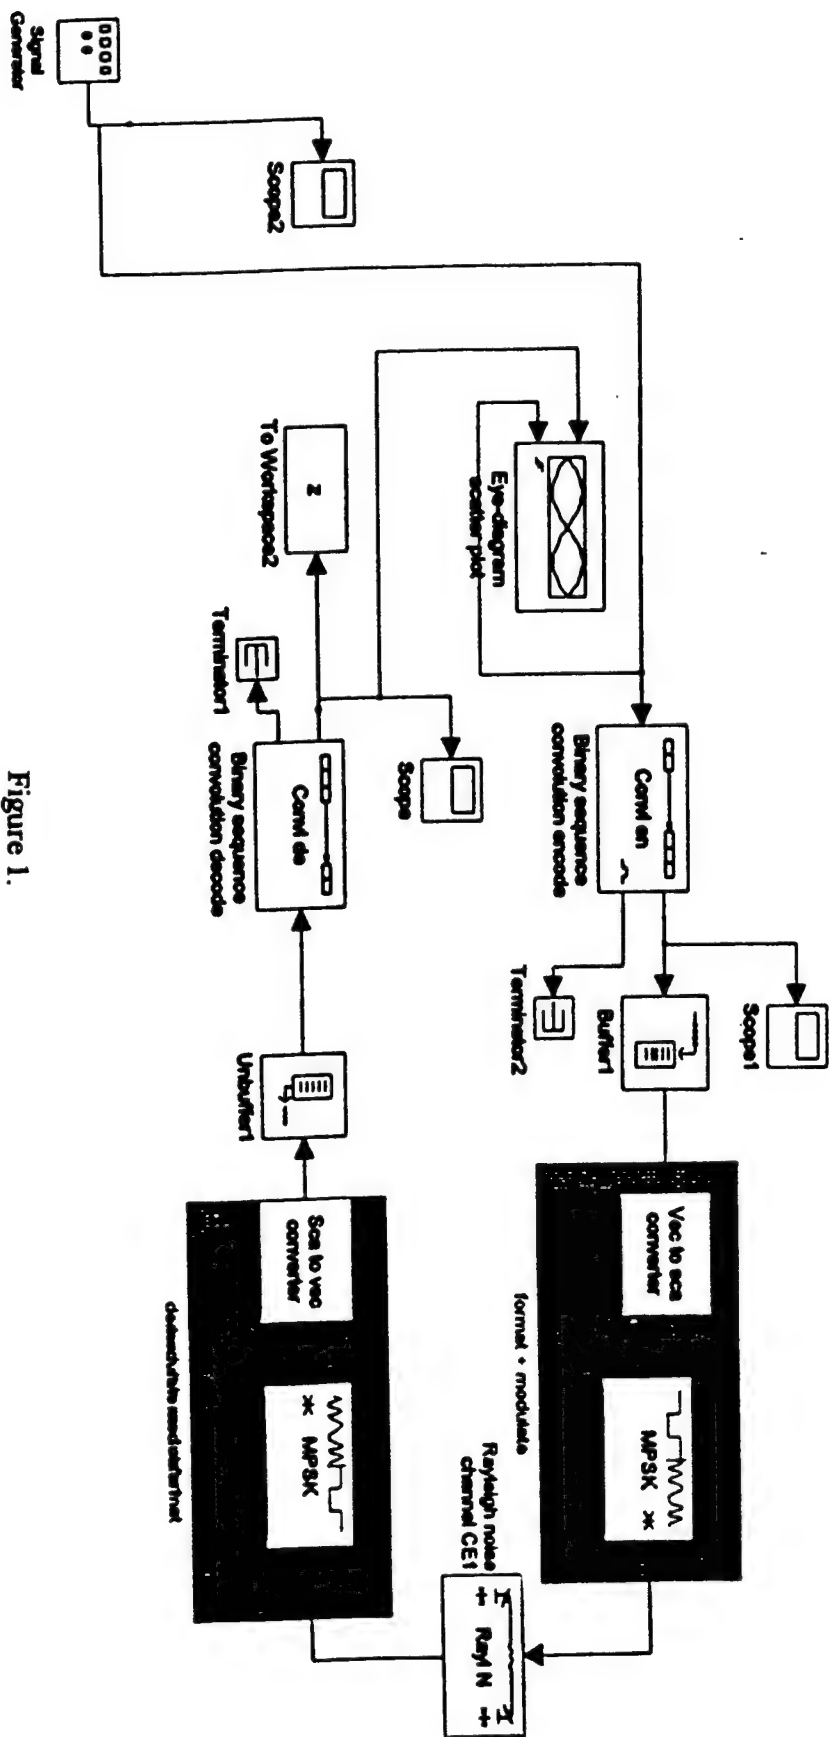 Signal
Generator
Scope2
Scope1
Convl en
Binary sequence
convolution encode
Buffer1
Terminator2
Vec to sca
converter
MPSK
format + modulate
Eye-diagram
scatter plot
Rayleigh noise
channel CE1
Rayl N
Scope
z
To Workspace2
Terminator1
Convl de
Binary sequence
convolution decode
Unbuffer1
Sca to vec
converter
MPSK
Figure 1.